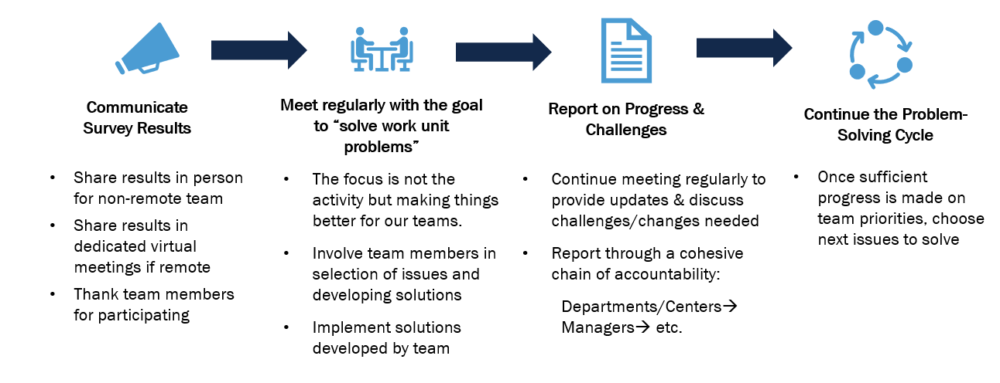 Communicate
Survey Results
• Share results in person
for non-remote team
• Share results in
dedicated virtual
meetings if remote
• Thank team members
for participating
Meet regularly with the goal
to “solve work unit
problems”
• The focus is not the
activity but making things
better for our teams.
• Involve team members in
selection of issues and
developing solutions
• Implement solutions
developed by team
Report on Progress &
Challenges
• Continue meeting regularly to
provide updates & discuss
challenges/changes needed
• Report through a cohesive
chain of accountability:
Departments/Centers→
Managers→ etc.
Continue the Problem-
Solving Cycle
• Once sufficient
progress is made on
team priorities, choose
next issues to solve